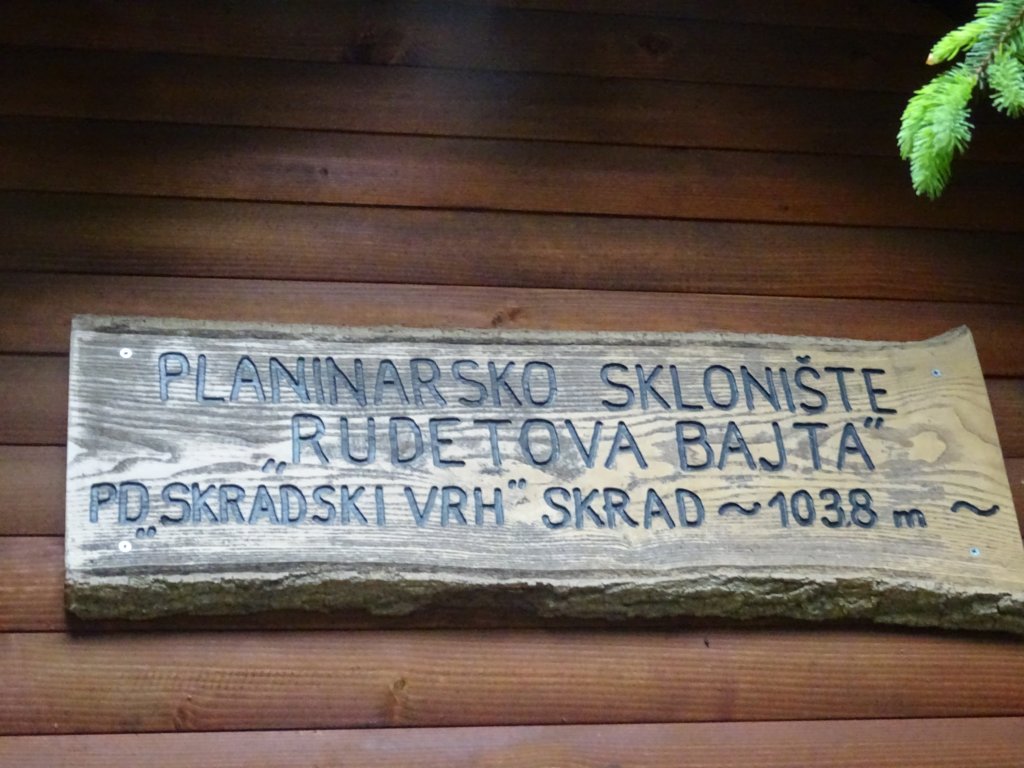 PLANINARSKO SKLONIŠTE
„RUDETOVA BAJTA"
PD„SKRADSKI VRH" SKRAD ~ 1038 m ~